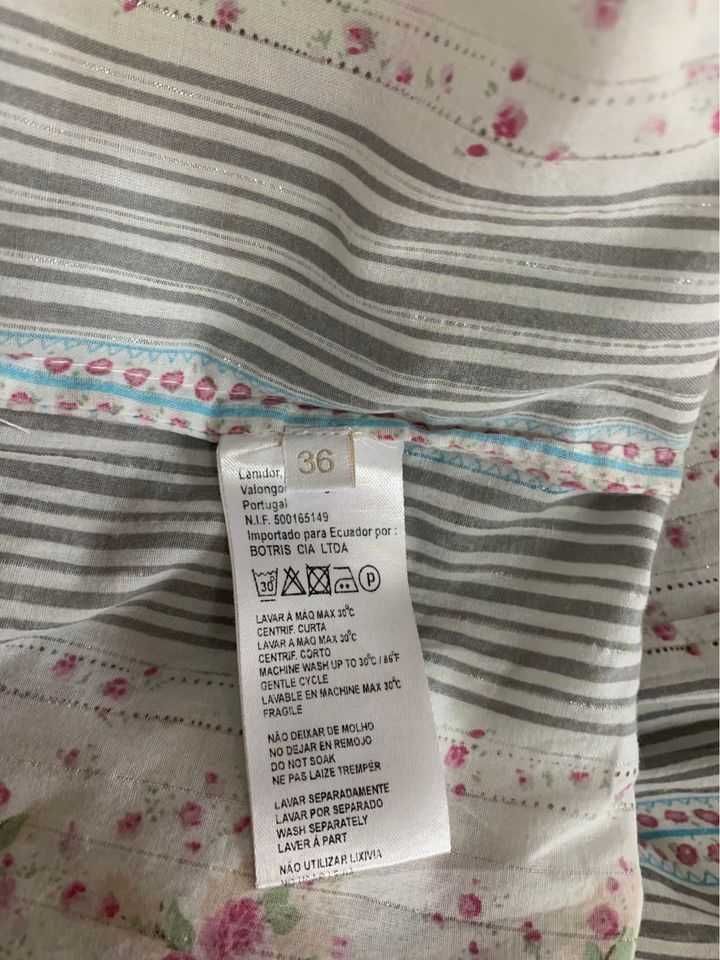 36
Lanidor,
Valongo
Portugal
N.I.F. 500165149
Importado para Ecuador por :
BOTRIS CIA LTDA
30 P
LAVAR À MÃO MAX 30°C
CENTRIF. CURTA
LAVAR A MAO MAX 30°C
CENTRIF. CORTO
MACHINE WASH UP TO 30°C / 86°F
GENTLE CYCLE
LAVABLE EN MACHINE MAX 30°C
FRAGILE
NÃO DEIXAR DE MOLHO
NO DEJAR EN REMOJO
DO NOT SOAK
NE PAS LAIZE TREMPER
LAVAR SEPARADAMENTE
LAVAR POR SEPARADO
WASH SEPARATELY
LAVER À PART
NÃO UTILIZAR LIXIVIA